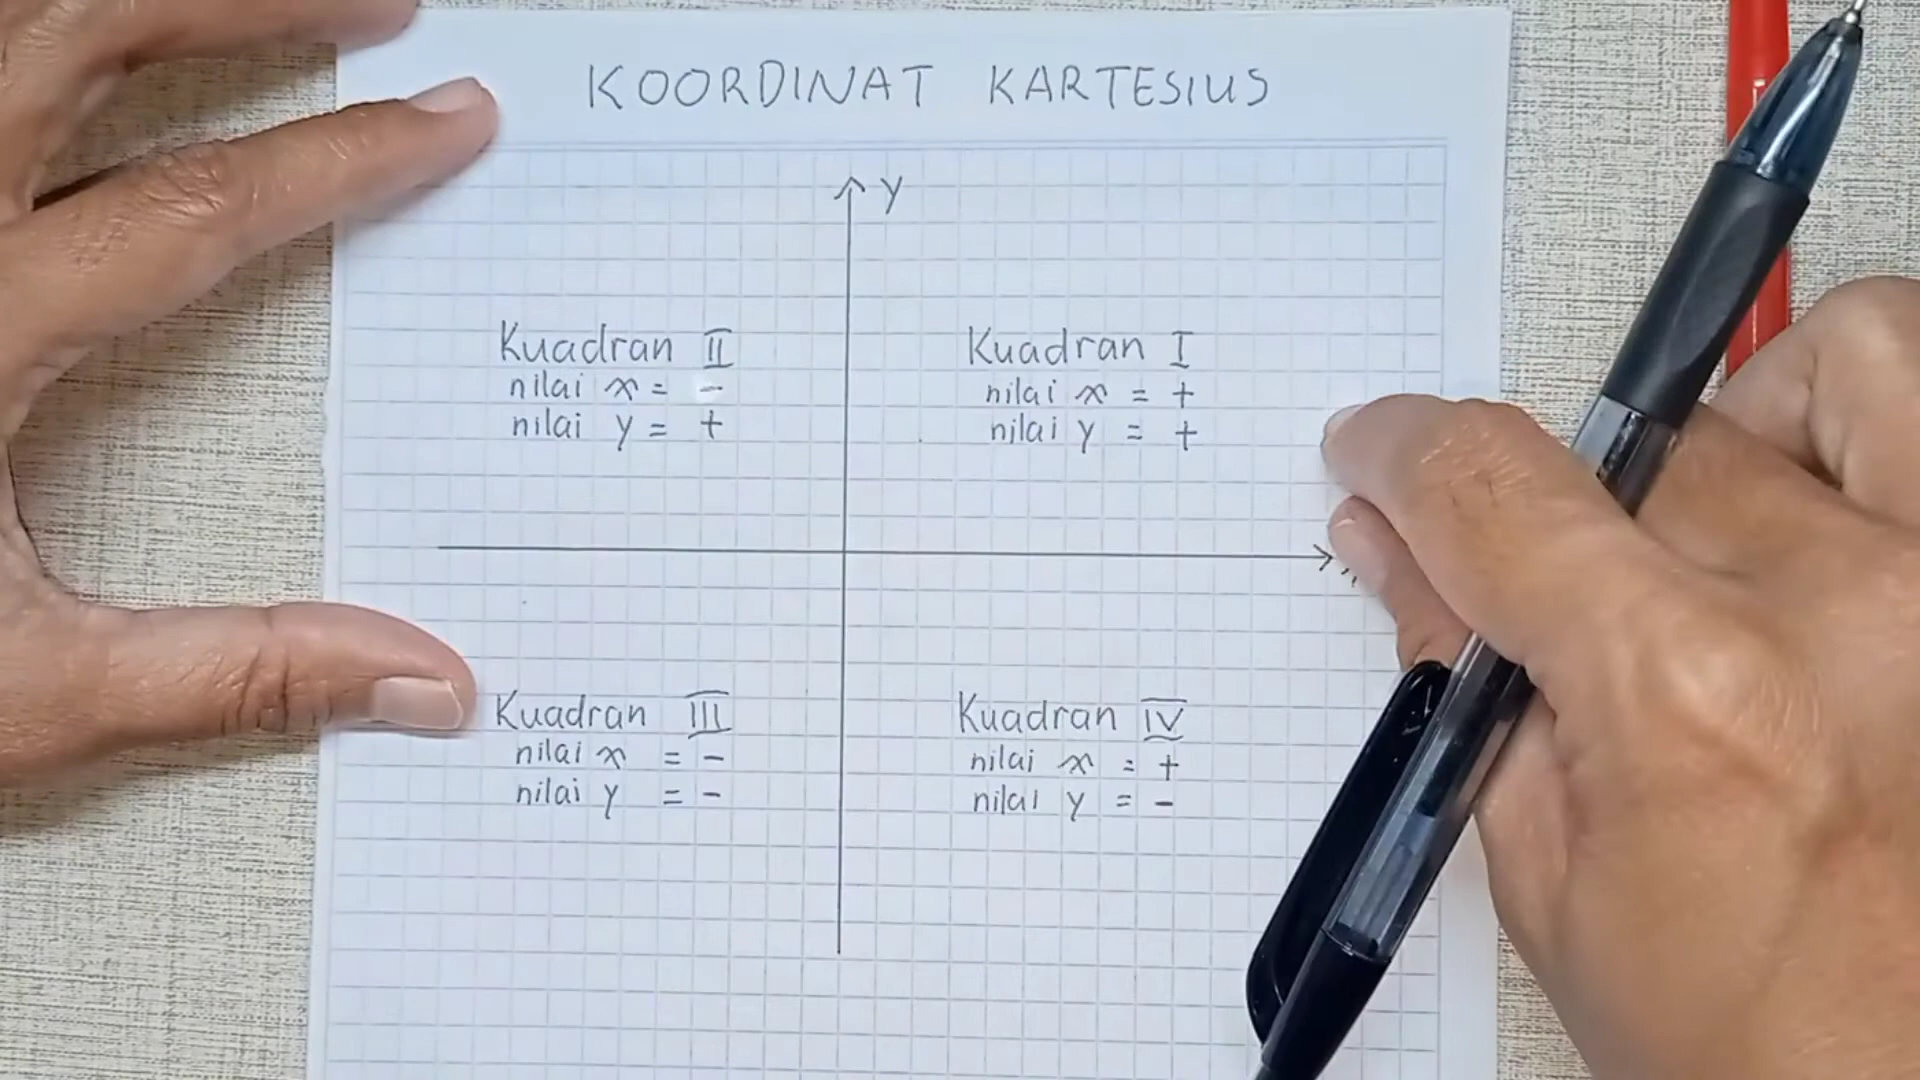 KOORDINAT KARTESIUS
y
Kuadran II
nilai x = -
nilai y = +
Kuadran I
nilai x = +
nilai y = +
Kuadran III
nilai x = -
nilai y = -
Kuadran IV
nilai x = +
nilai y = -